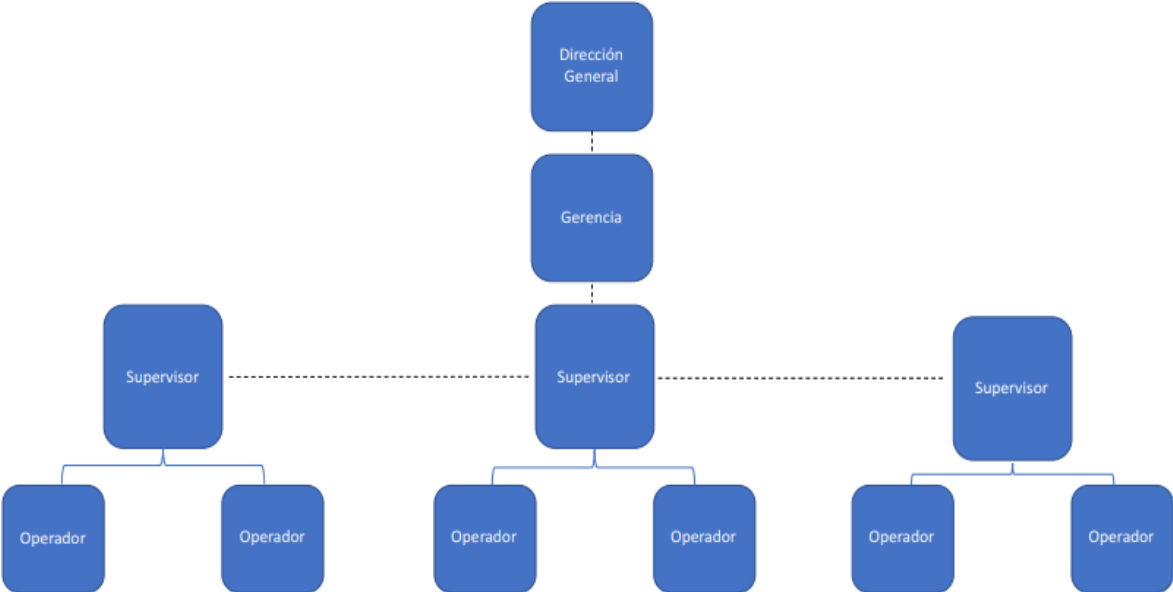 Dirección
General
Gerencia
Supervisor
Supervisor
Supervisor
Operador
Operador
Operador
Operador
Operador
Operador